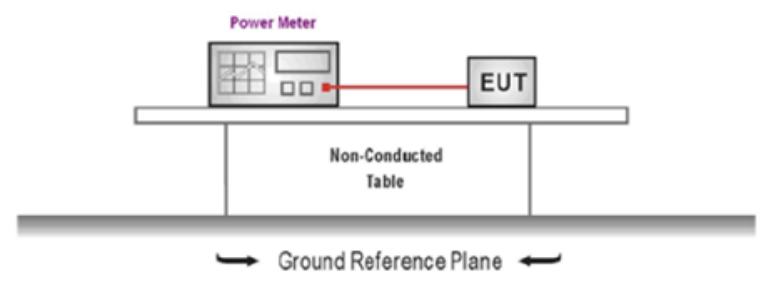 Power Meter
EUT
Non-Conducted
Table
Ground Reference Plane